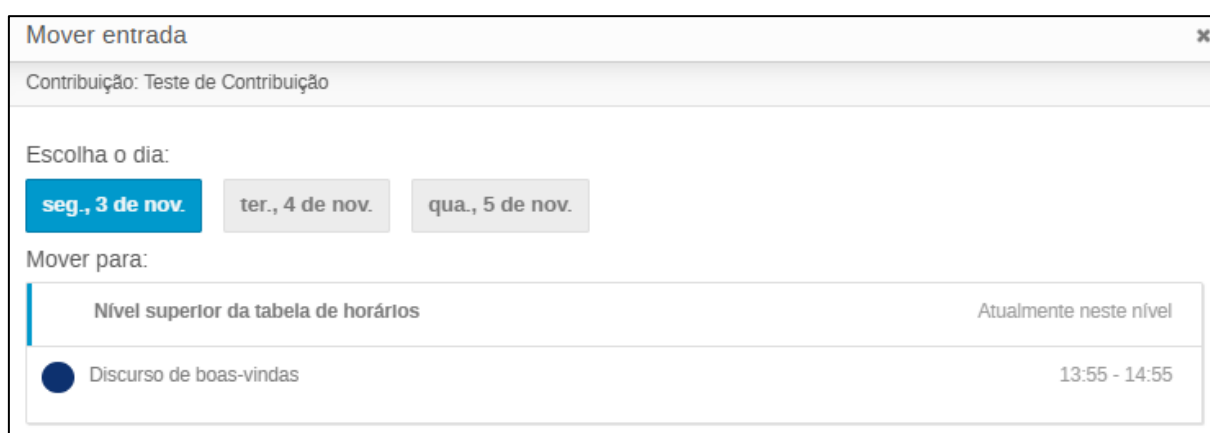 Mover entrada
Contribuição: Teste de Contribuição
Escolha o dia:
seg., 3 de nov. ter., 4 de nov. qua., 5 de nov.
Mover para:
Nível superior da tabela de horários Atualmente neste nível
Discurso de boas-vindas 13:55 - 14:55